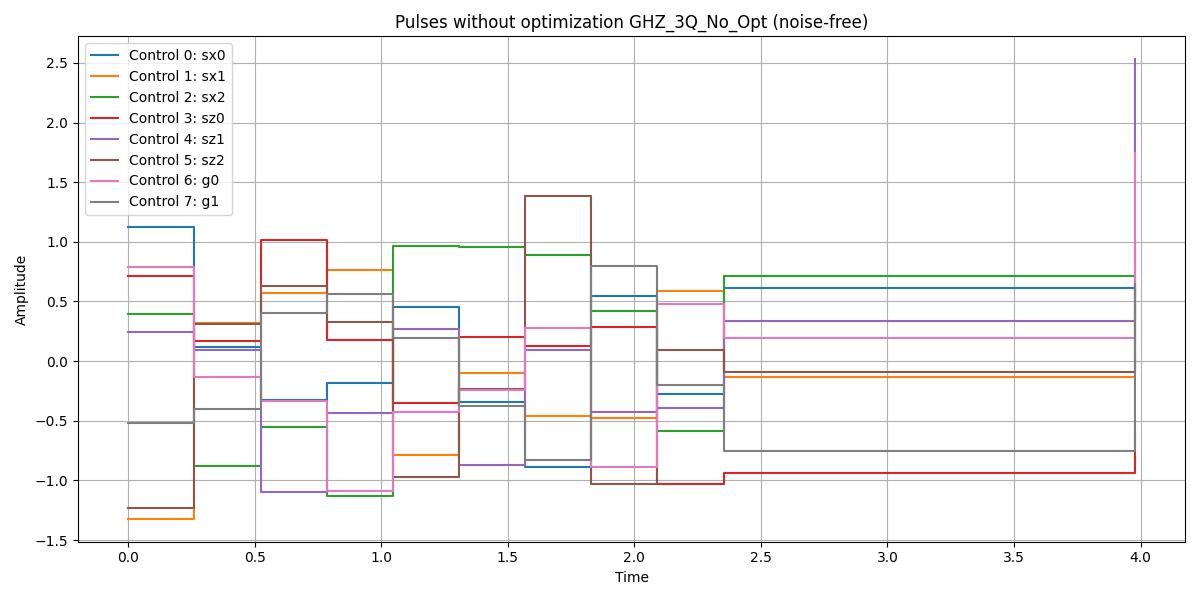 Pulses without optimization GHZ_3Q_No_Opt (noise-free)
Control 0: sx0
Control 1: sx1
Control 2: sx2
Control 3: sz0
Control 4: sz1
Control 5: sz2
Control 6: g0
Control 7: g1
Amplitude
2.5
2.0
1.5
1.0
0.5
0.0
−0.5
−1.0
−1.5
0.0 0.5 1.0 1.5 2.0 2.5 3.0 3.5 4.0
Time